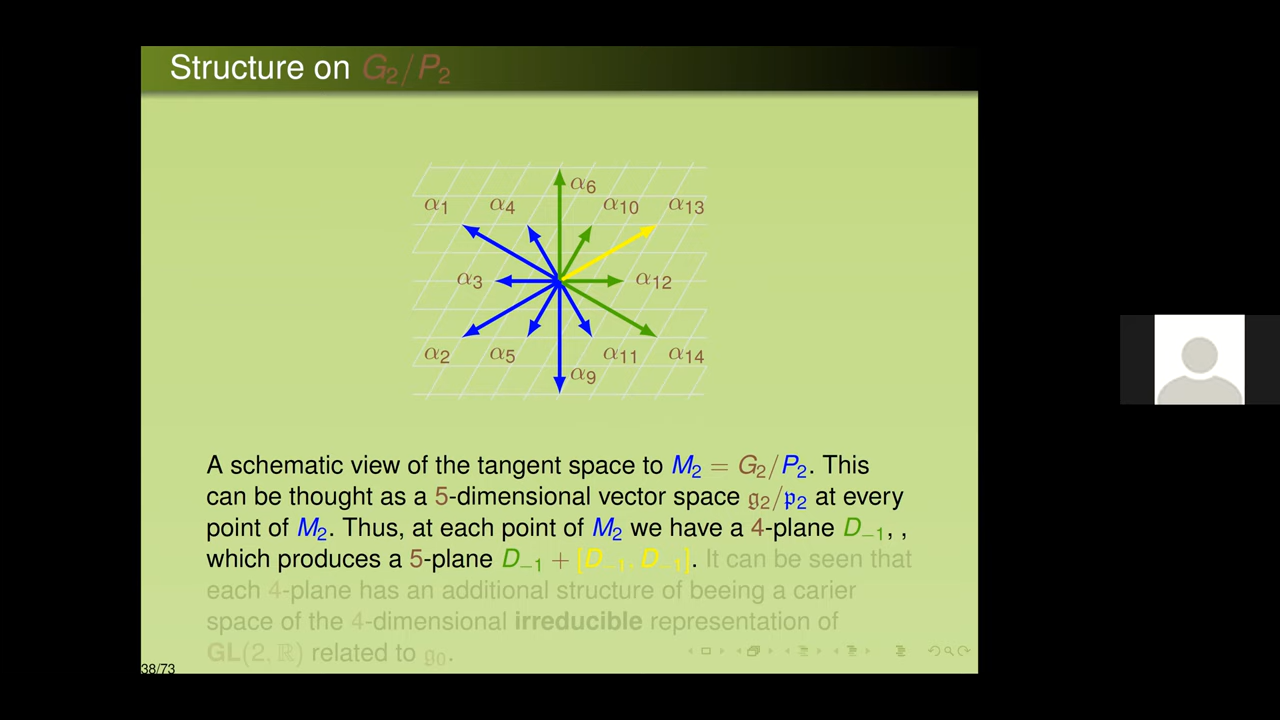 Structure on G₂/P₂
α₆
α₁ α₄ α₁₀ α₁₃
α₃ α₁₂
α₂ α₅ α₁₁ α₁₄
α₉
A schematic view of the tangent space to M₂ = G₂/P₂. This
can be thought as a 5-dimensional vector space 𝔤₂/𝔭₂ at every
point of M₂. Thus, at each point of M₂ we have a 4-plane D₋₁, ,
which produces a 5-plane D₋₁ + [D₋₁, D₋₁]. It can be seen that
each 4-plane has an additional structure of beeing a carier
space of the 4-dimensional irreducible representation of
GL(2, ℝ) related to 𝔤₀.
38/73